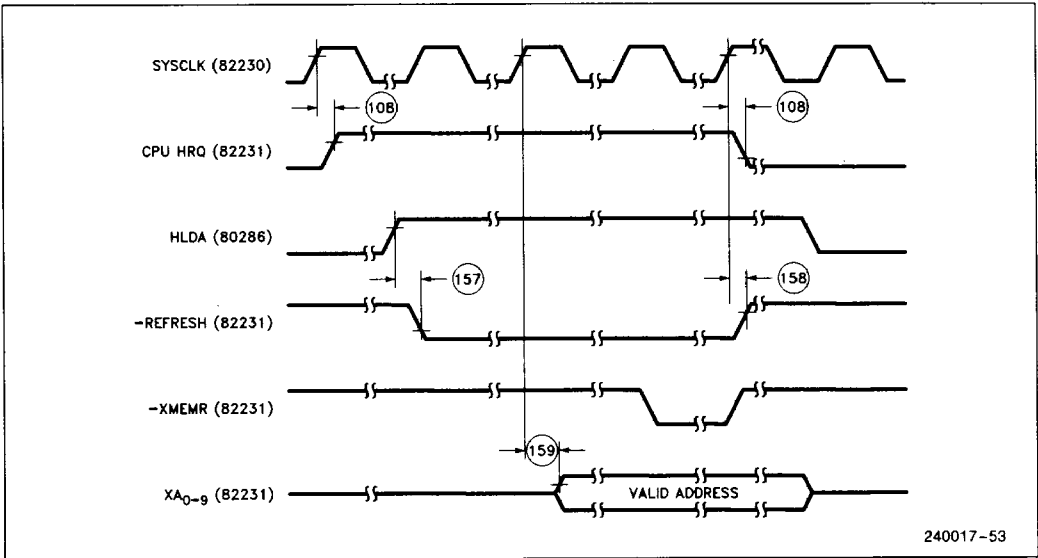 SYSCLK (82230)
108
108
CPU HRQ (82231)
HLDA (80286)
157
158
-REFRESH (82231)
-XMEMR (82231)
159
XA0-9 (82231)
VALID ADDRESS
240017-53